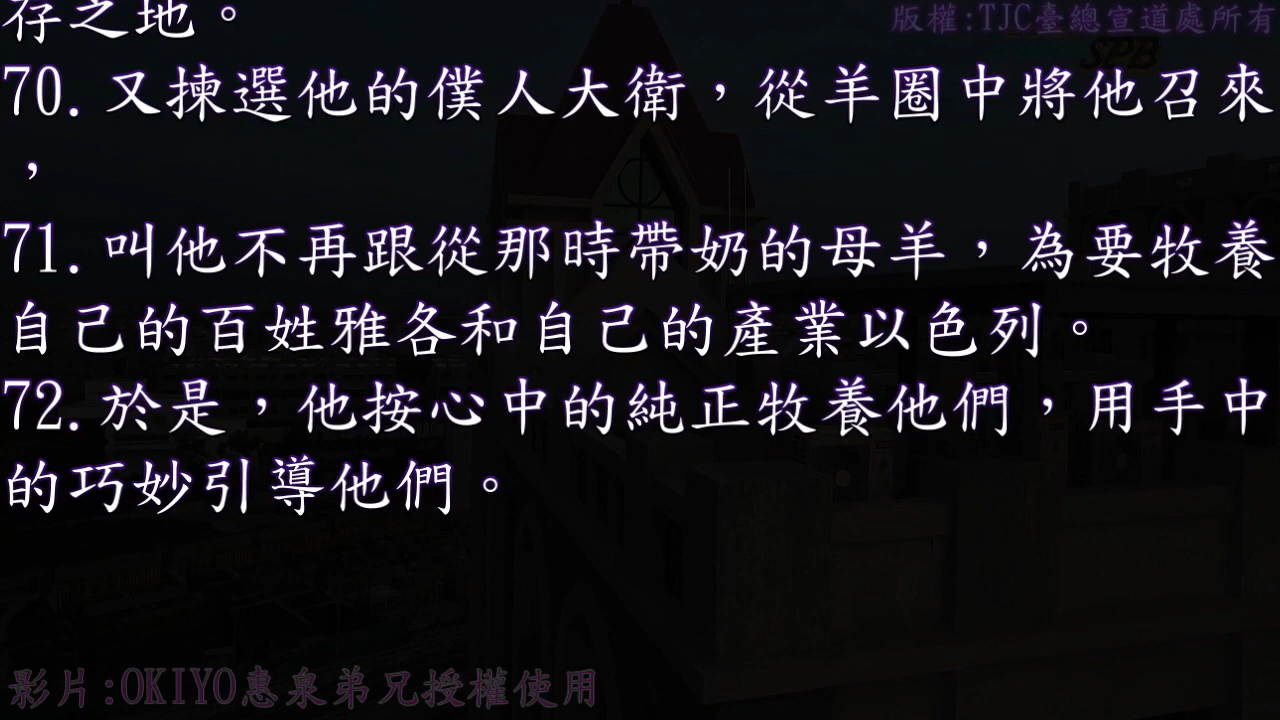 存之地。
版權:TJC臺總宣道處所有
SPB
70.又揀選他的僕人大衛，從羊圈中將他召來
，
71.叫他不再跟從那時帶奶的母羊，為要牧養
自己的百姓雅各和自己的產業以色列。
72.於是，他按心中的純正牧養他們，用手中
的巧妙引導他們。
影片:OKIYO惠泉弟兄授權使用